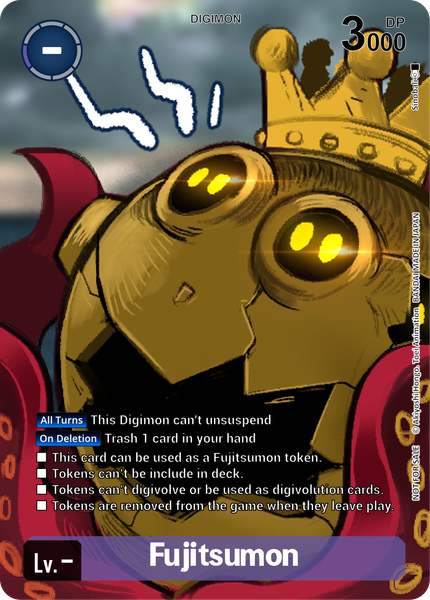 DIGIMON
-
DP
3000
Sinobali
NOT FOR SALE © Akiyoshi Hongo, Toei Animation BANDAI MADE IN JAPAN
All Turns This Digimon can't unsuspend
On Deletion Trash 1 card in your hand
This card can be used as a Fujitsumon token.
Tokens can't be include in deck.
Tokens can't digivolve or be used as digivolution cards.
Tokens are removed from the game when they leave play.
Lv.-
Fujitsumon